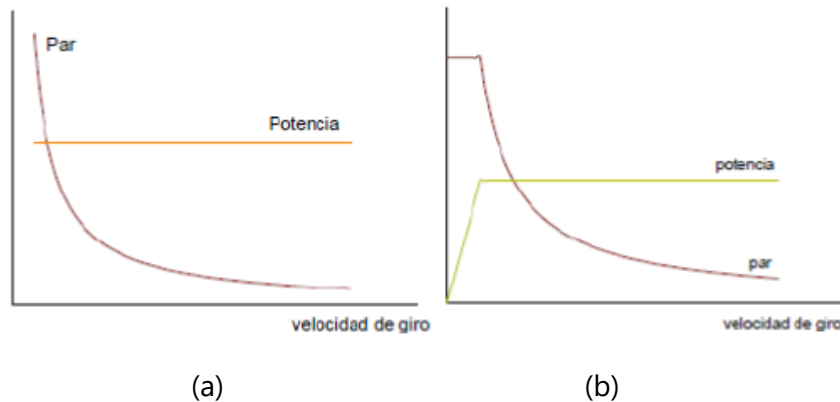 Par
Potencia
velocidad de giro
potencia
par
velocidad de giro
(a)
(b)